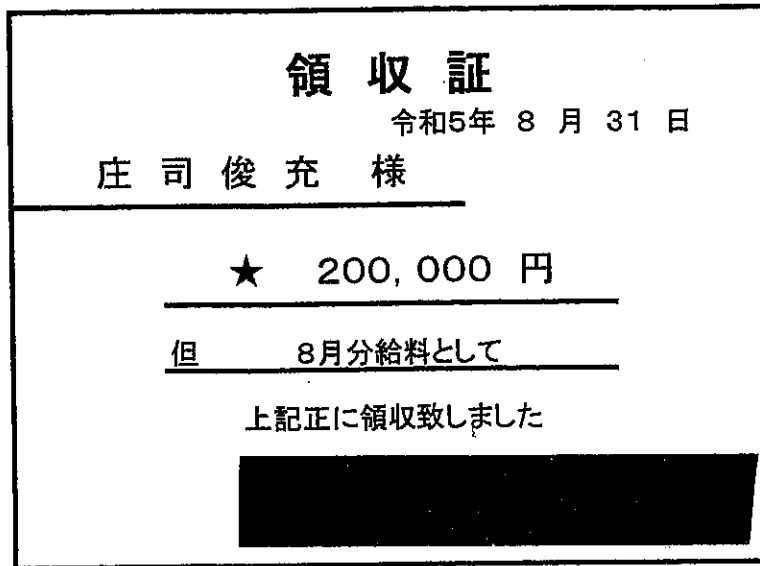 領収証
令和5年 8 月 31 日
庄司俊充 様
★ 200,000 円
但 8月分給料として
上記正に領収致しました